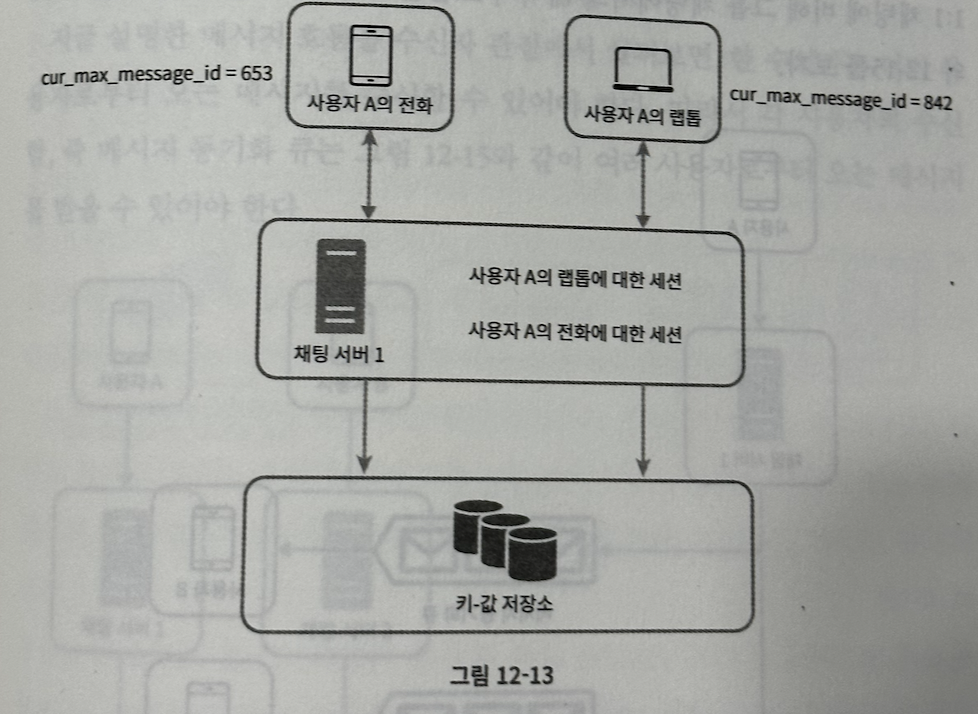 cur_max_message_id = 653
사용자 A의 전화
사용자 A의 랩톱
cur_max_message_id = 842
사용자 A의 랩톱에 대한 세션
사용자 A의 전화에 대한 세션
채팅 서버 1
키-값 저장소
그림 12-13